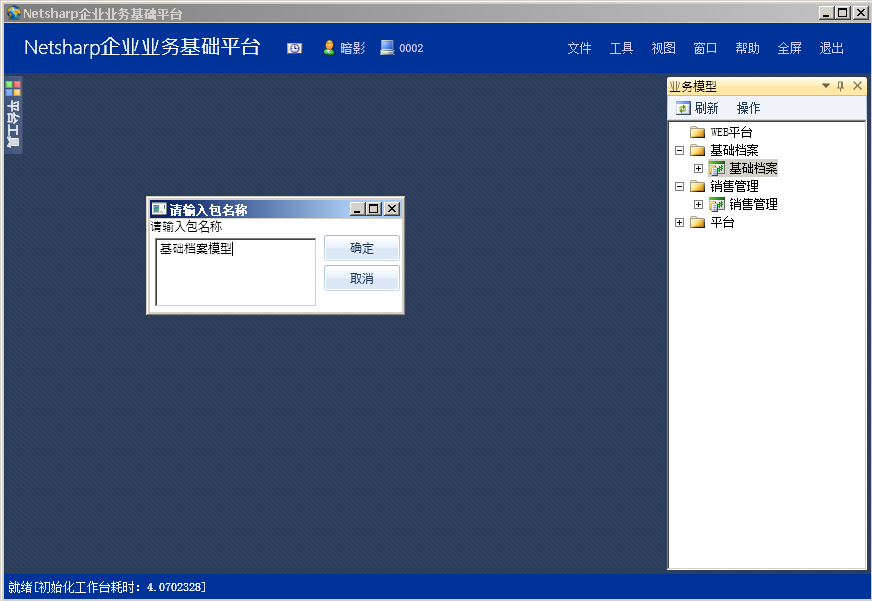 Netsharp企业业务基础平台
Netsharp企业业务基础平台 暗影 0002 文件 工具 视图 窗口 帮助 全屏 退出
平台工具
业务模型
刷新 操作
WEB平台
基础档案
基础档案
销售管理
销售管理
平台
请输入包名称
请输入包名称
基础档案模型
确定
取消
就绪[初始化工作台耗时: 4.0702328]